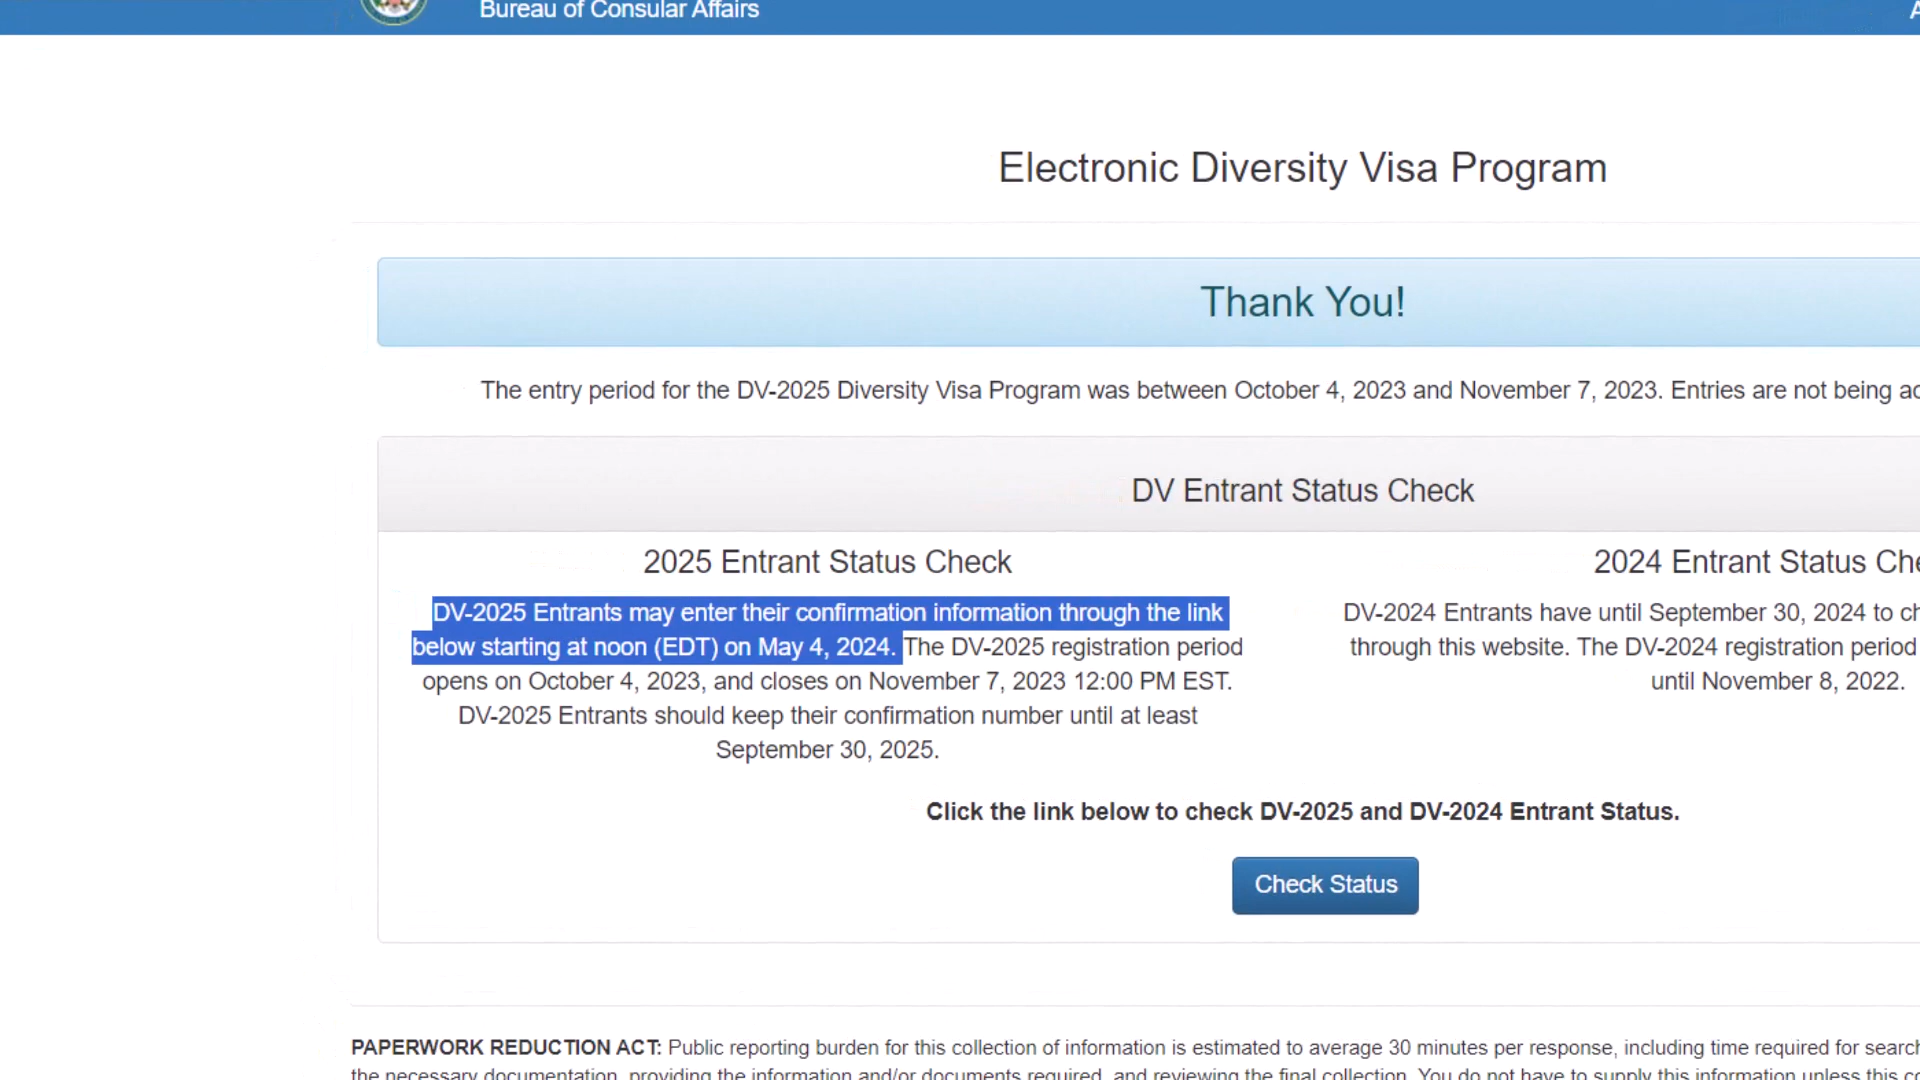 Bureau of Consular Affairs
Electronic Diversity Visa Program
Thank You!
The entry period for the DV-2025 Diversity Visa Program was between October 4, 2023 and November 7, 2023. Entries are not being
DV Entrant Status Check
2025 Entrant Status Check
DV-2025 Entrants may enter their confirmation information through the link
below starting at noon (EDT) on May 4, 2024. The DV-2025 registration period
opens on October 4, 2023, and closes on November 7, 2023 12:00 PM EST.
DV-2025 Entrants should keep their confirmation number until at least
September 30, 2025.
2024 Entrant Status
DV-2024 Entrants have until September 30, 2024 to
through this website. The DV-2024 registration period
until November 8, 2022.
Click the link below to check DV-2025 and DV-2024 Entrant Status.
Check Status
PAPERWORK REDUCTION ACT: Public reporting burden for this collection of information is estimated to average 30 minutes per response, including time required for
the necessary documentation, providing the information and/or documents required, and reviewing the final collection. You do not have to supply this information unless this